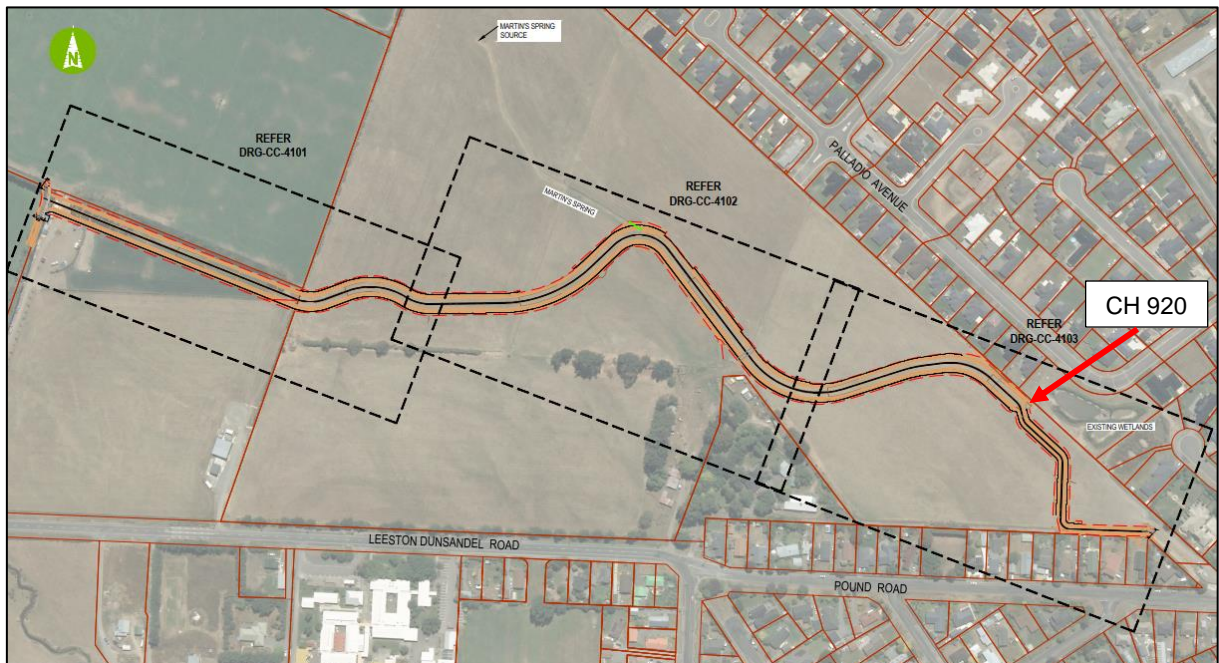 MARTIN'S SPRING
SOURCE
N
REFER
DRG-CC-4101
REFER
DRG-CC-4102
PALLADIO AVENUE
MARTIN'S SPRING
CH 920
REFER
DRG-CC-4103
EXISTING WETLANDS
LEESTON DUNSANDEL ROAD
POUND ROAD